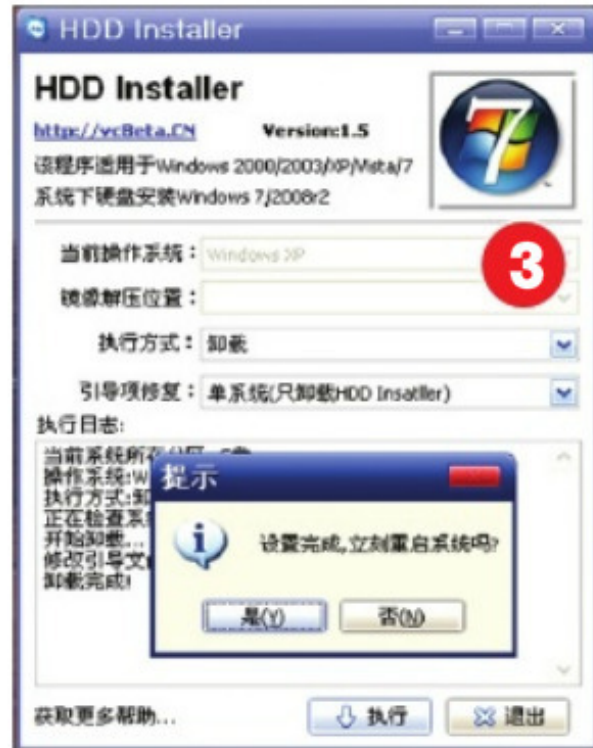 HDD Installer
HDD Installer
http://vcBeta.CN Version:1.5
该程序适用于Windows 2000/2003/XP/Vista/7
系统下硬盘安装Windows 7/2008r2
7
当前操作系统：Windows XP
3
镜像解压位置：
执行方式：卸载
引导项修复：单系统(只卸载HDD Insatller)
执行日志:
当前系统所在分区
操作系统:W
执行方式:卸
正在检查系统
开始卸载...
修改引导文
卸载完成!
提示
设置完成,立刻重启系统吗?
是(Y) 否(N)
获取更多帮助... 执行 退出